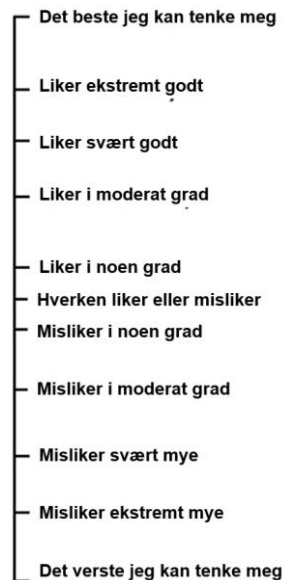 Det beste jeg kan tenke meg
Liker ekstremt godt
Liker svært godt
Liker i moderat grad
Liker i noen grad
Hverken liker eller misliker
Misliker i noen grad
Misliker i moderat grad
Misliker svært mye
Misliker ekstremt mye
Det verste jeg kan tenke meg